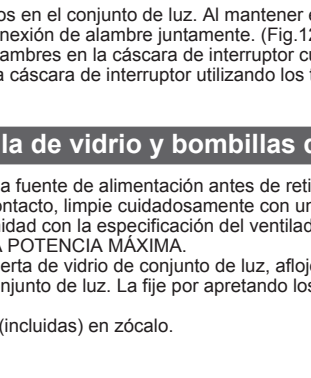 os en el conjunto de luz. Al mantener e
nexión de alambre juntamente. (Fig.12
ambres en la cáscara de interruptor cu
a cáscara de interruptor utilizando los t
la de vidrio y bombillas d
a fuente de alimentación antes de reti
ontacto, limpie cuidadosamente con un
nidad con la especificación del ventilad
A POTENCIA MÁXIMA.
erta de vidrio de conjunto de luz, afloje
njunto de luz. La fije por apretando los
(incluidas) en zócalo.